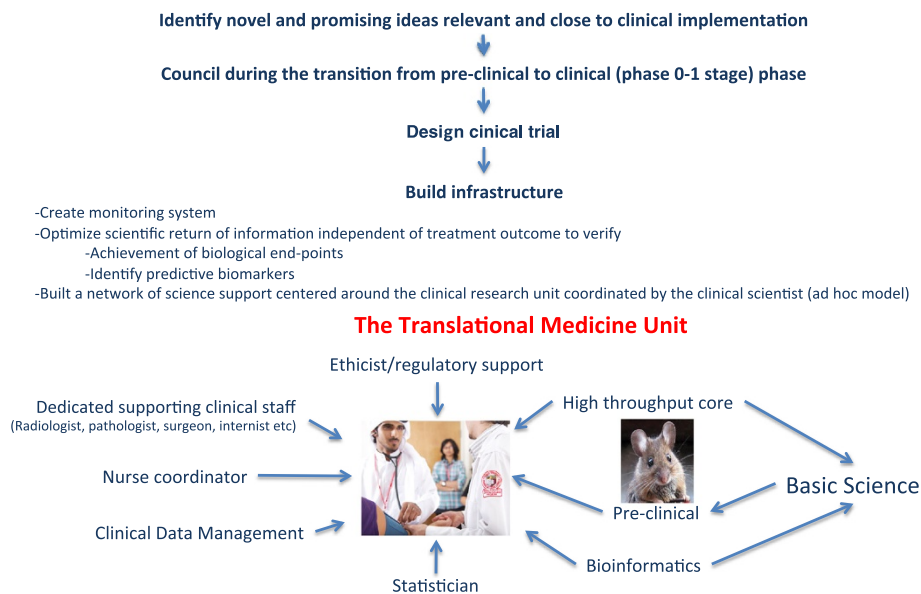 Identify novel and promising ideas relevant and close to clinical implementation
Council during the transition from pre-clinical to clinical (phase 0-1 stage) phase
Design cinical trial
Build infrastructure
-Create monitoring system
-Optimize scientific return of information independent of treatment outcome to verify
-Achievement of biological end-points
-Identify predictive biomarkers
-Built a network of science support centered around the clinical research unit coordinated by the clinical scientist (ad hoc model)
The Translational Medicine Unit
Ethicist/regulatory support
Dedicated supporting clinical staff
(Radiologist, pathologist, surgeon, internist etc)
High throughput core
Nurse coordinator
Basic Science
Pre-clinical
Clinical Data Management
Bioinformatics
Statistician